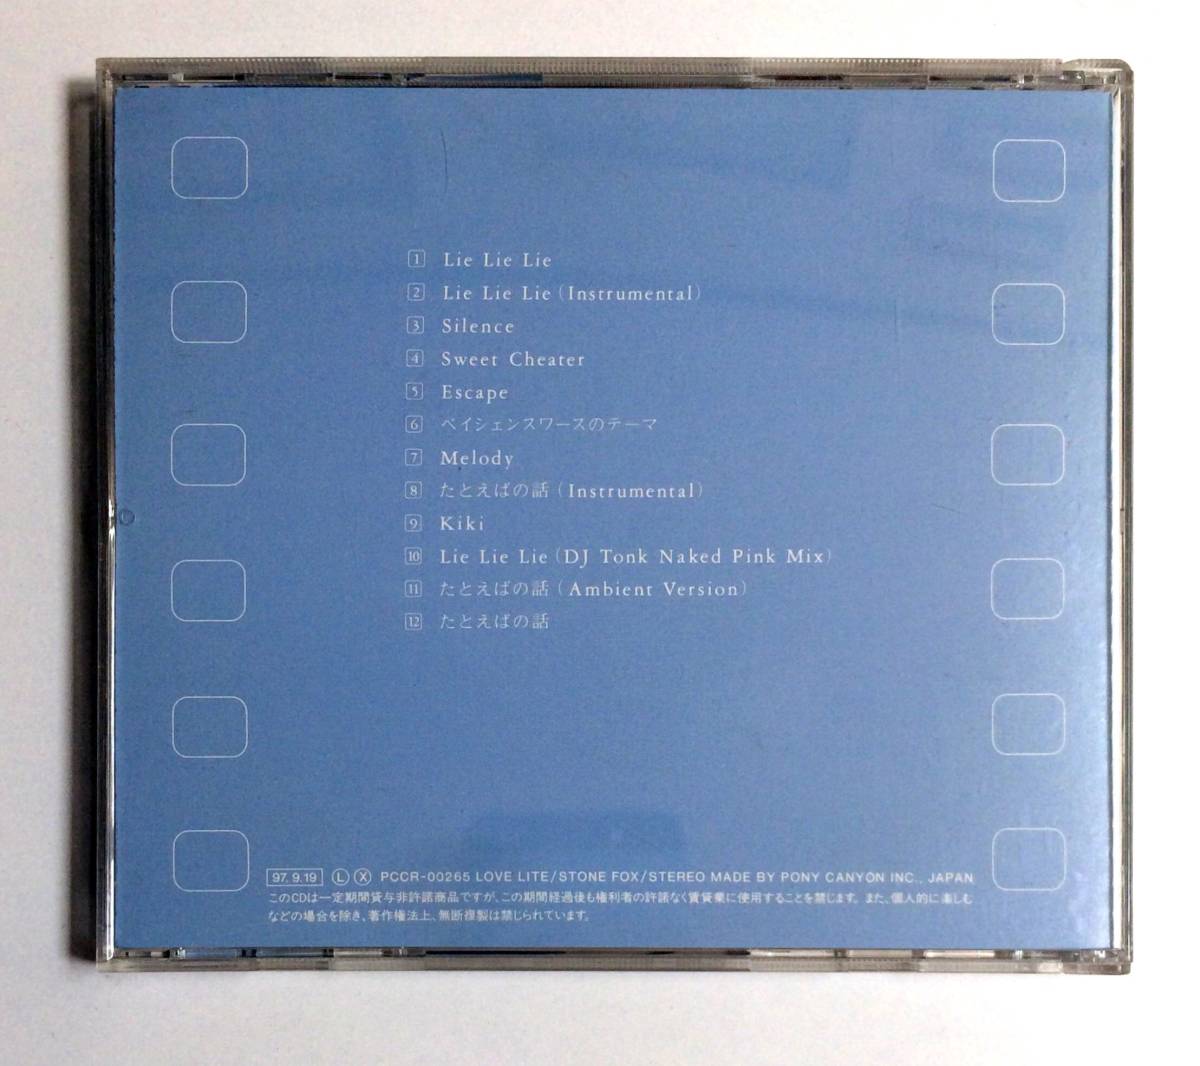 1 Lie Lie Lie
2 Lie Lie Lie (Instrumental)
3 Silence
4 Sweet Cheater
5 Escape
6 ベイシェンスワースのテーマ
7 Melody
8 たとえばの話 (Instrumental)
9 Kiki
10 Lie Lie Lie (DJ Tonk Naked Pink Mix)
11 たとえばの話 (Ambient Version)
12 たとえばの話
97.9.19 Ⓛ Ⓧ PCCR-00265 LOVE LITE/STONE FOX/STEREO MADE BY PONY CANYON INC., JAPAN
このCDは一定期間貸与非許諾商品ですが、この期間経過後も権利者の許諾なく賃貸業に使用することを禁じます。また、個人的に楽しむ
などの場合を除き、著作権法上、無断複製は禁じられています。